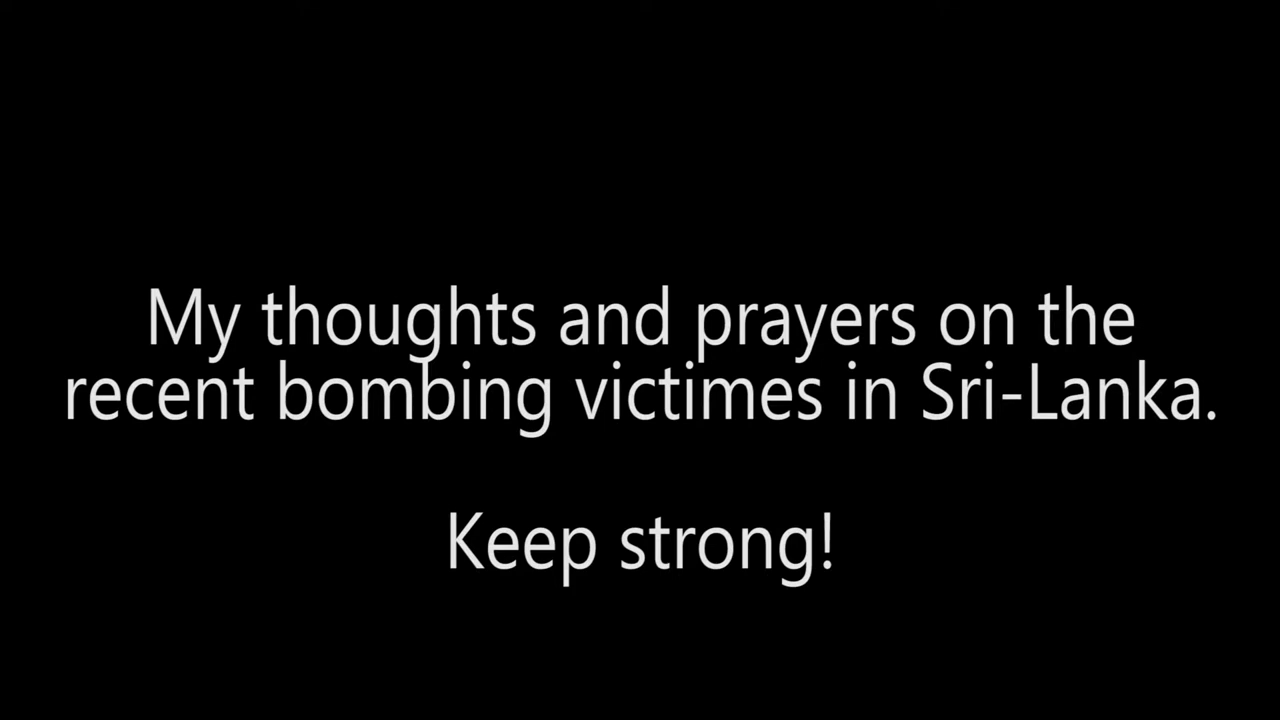 My thoughts and prayers on the
recent bombing victimes in Sri-Lanka.
Keep strong!